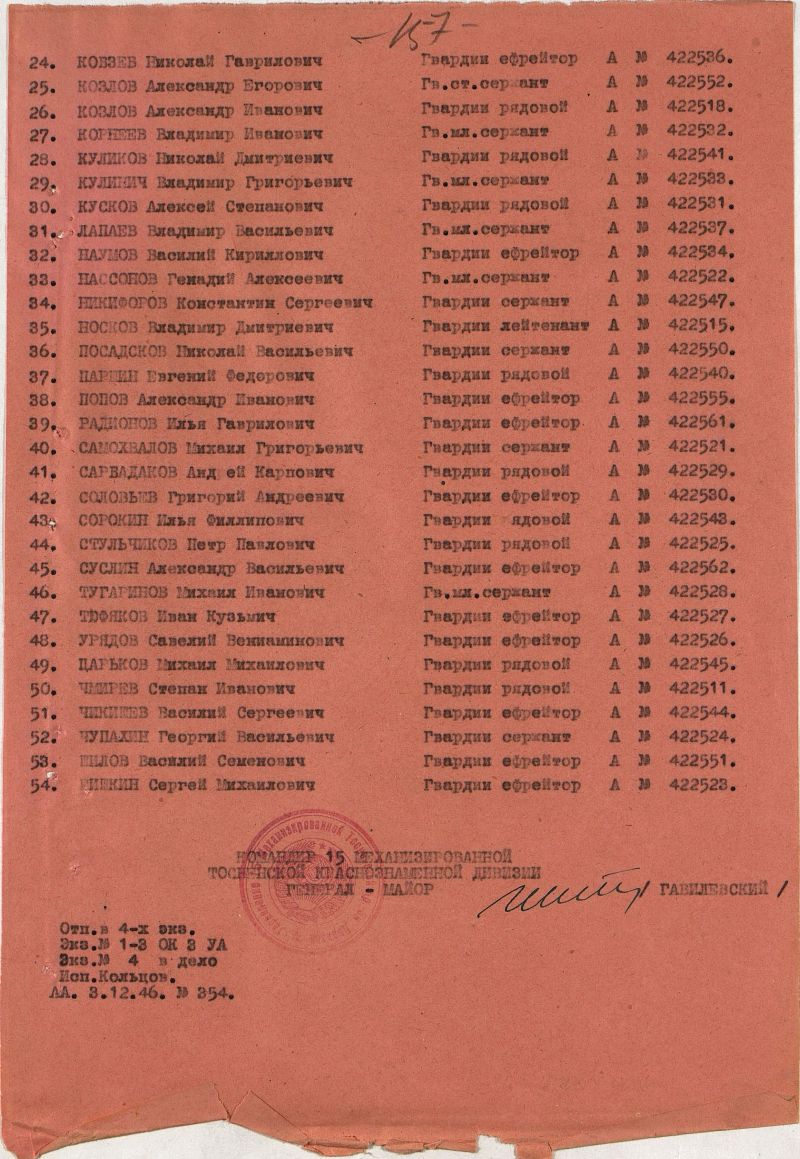 -157-
24. КОБЗЕВ Николай Гаврилович Гвардии ефрейтор А № 422536.
25. КОЗЛОВ Александр Егорович Гв.ст.сержант А № 422552.
26. КОЗЛОВ Александр Иванович Гвардии рядовой А № 422518.
27. КОРНЕЕВ Владимир Иванович Гв.мл.сержант А № 422532.
28. КУЛИКОВ Николай Дмитриевич Гвардии рядовой А № 422541.
29. КУЛИНИЧ Владимир Григорьевич Гв.мл.сержант А № 422533.
30. КУСКОВ Алексей Степанович Гвардии рядовой А № 422531.
31. ЛАПАЕВ Владимир Васильевич Гв.мл.сержант А № 422537.
32. НАУМОВ Василий Кириллович Гвардии ефрейтор А № 422534.
33. НАССОНОВ Генадий Алексеевич Гв.мл.сержант А № 422522.
34. НИКИФОРОВ Константин Сергеевич Гвардии сержант А № 422547.
35. НОСКОВ Владимир Дмитриевич Гвардии лейтенант А № 422515.
36. ПОСАДСКОВ Николай Васильевич Гвардии сержант А № 422550.
37. ПАРШИН Евгений Федорович Гвардии рядовой А № 422540.
38. ПОПОВ Александр Иванович Гвардии ефрейтор А № 422555.
39. РАДИОНОВ Илья Гаврилович Гвардии ефрейтор А № 422561.
40. САМОХВАЛОВ Михаил Григорьевич Гвардии сержант А № 422521.
41. САРБАДАКОВ Андрей Карпович Гвардии рядовой А № 422529.
42. СОЛОВЬЕВ Григорий Андреевич Гвардии ефрейтор А № 422530.
43. СОРОКИН Илья Филлипович Гвардии рядовой А № 422543.
44. СТУЛЬЧИКОВ Петр Павлович Гвардии рядовой А № 422525.
45. СУСЛИН Александр Васильевич Гвардии ефрейтор А № 422562.
46. ТУГАРИНОВ Михаил Иванович Гв.мл.сержант А № 422528.
47. ТЮФЯКОВ Иван Кузьмич Гвардии ефрейтор А № 422527.
48. УРЯДОВ Савелий Вениаминович Гвардии ефрейтор А № 422526.
49. ЦАРЬКОВ Михаил Михаилович Гвардии рядовой А № 422545.
50. ЧМИРЕВ Степан Иванович Гвардии рядовой А № 422511.
51. ЧИКИШЕВ Василий Сергеевич Гвардии ефрейтор А № 422544.
52. ЧУПАХИН Георгий Васильевич Гвардии сержант А № 422524.
53. ШИЛОВ Василий Семенович Гвардии ефрейтор А № 422551.
54. ШИШКИН Сергей Михаилович Гвардии ефрейтор А № 422523.
КОМАНДИР 15 МЕХАНИЗИРОВАННОЙ
ТОСНЕНСКОЙ КРАСНОЗНАМЕННОЙ ДИВИЗИИ
ГЕНЕРАЛ - МАЙОР
/ ГАВИЛЕВСКИЙ /
Отп.в 4-х экз.
Экз.№ 1-3 ОК 3 УА
Экз.№ 4 в дело
Исп.Кольцов.
АА. 3.12.46. № 354.